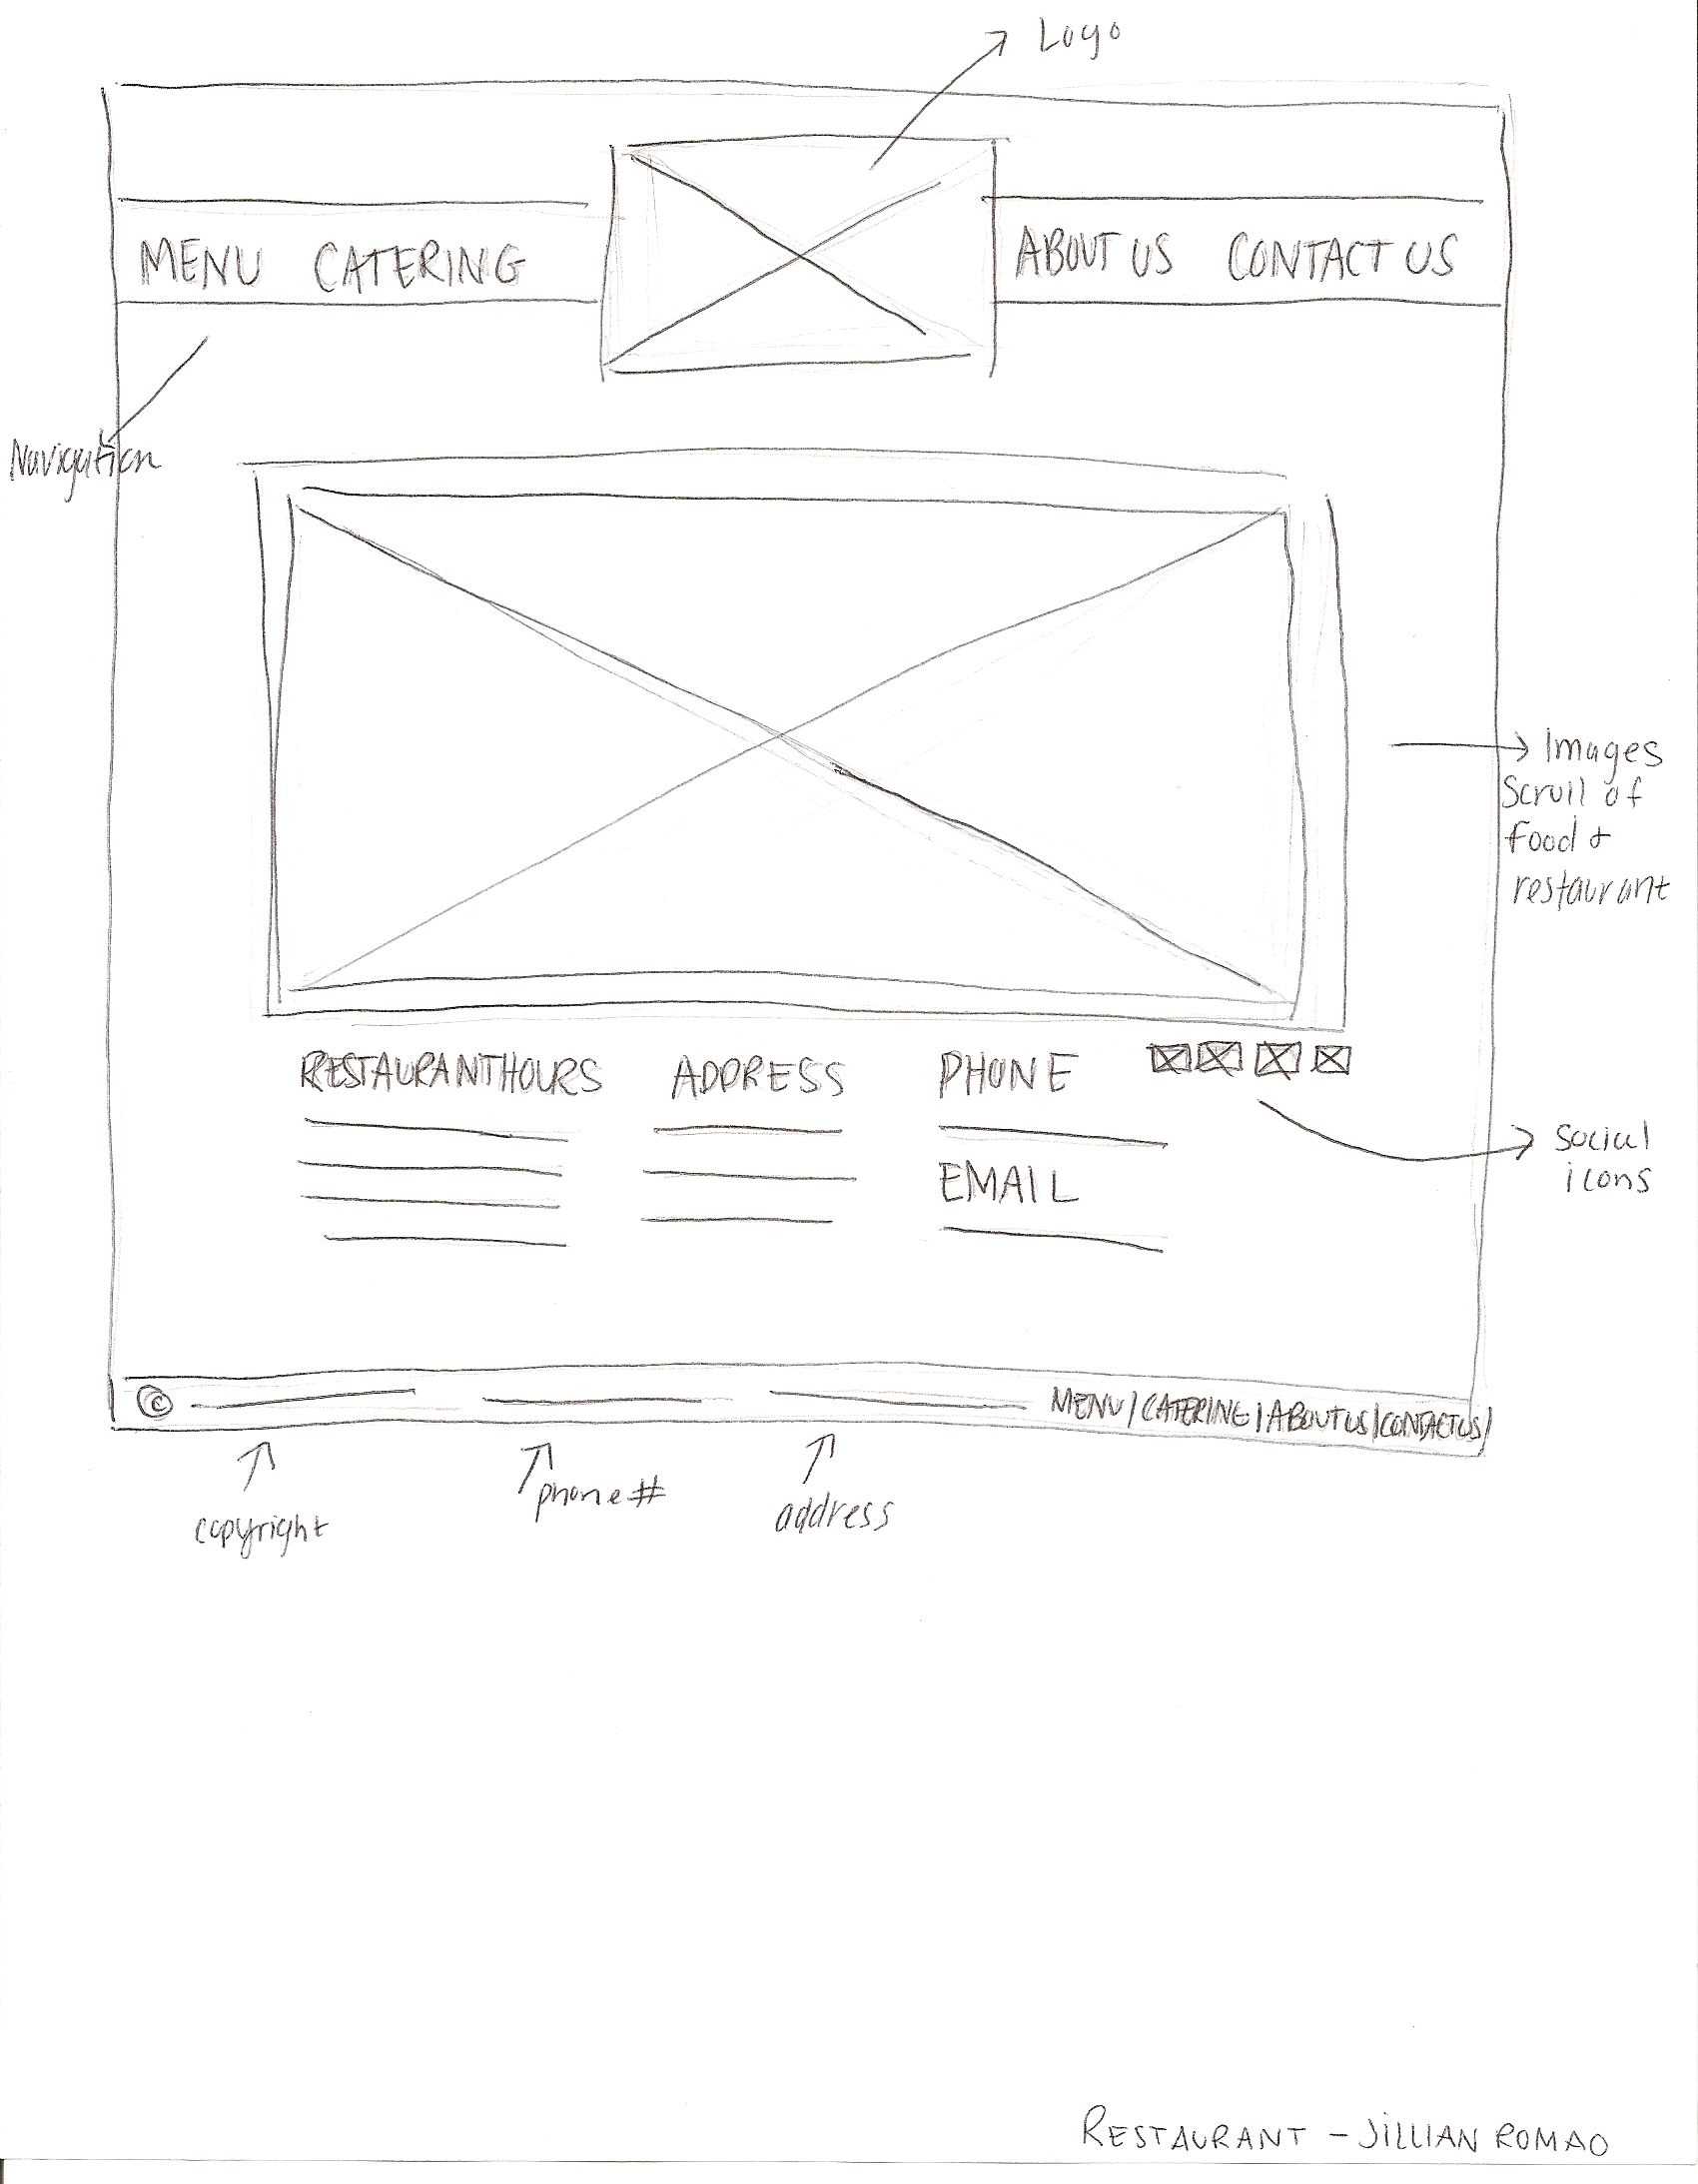 Logo
MENU CATERING
ABOUT US CONTACT US
Navigation
Images
Scroll of
food +
restaurant
RESTAURANT HOURS
ADDRESS
PHONE
EMAIL
social
icons
© MENU / CATERING / ABOUT US / CONTACT US /
copyright
phone #
address
RESTAURANT - JILLIAN ROMAO